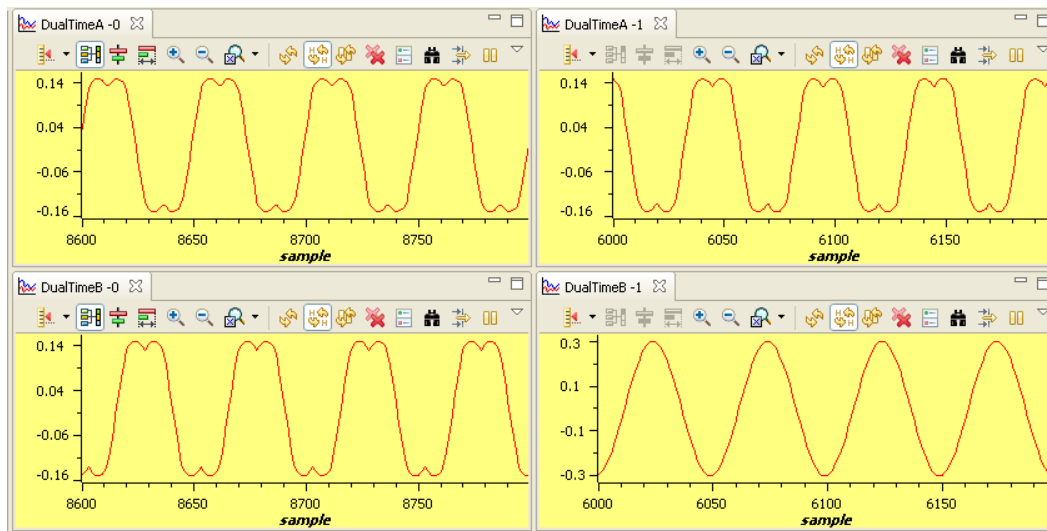 DualTimeA -0
0.14
0.04
-0.06
-0.16
8600 8650 8700 8750
sample
DualTimeA -1
0.14
0.04
-0.06
-0.16
6000 6050 6100 6150
sample
DualTimeB -0
0.14
0.04
-0.06
-0.16
8600 8650 8700 8750
sample
DualTimeB -1
0.3
0.1
-0.1
-0.3
6000 6050 6100 6150
sample